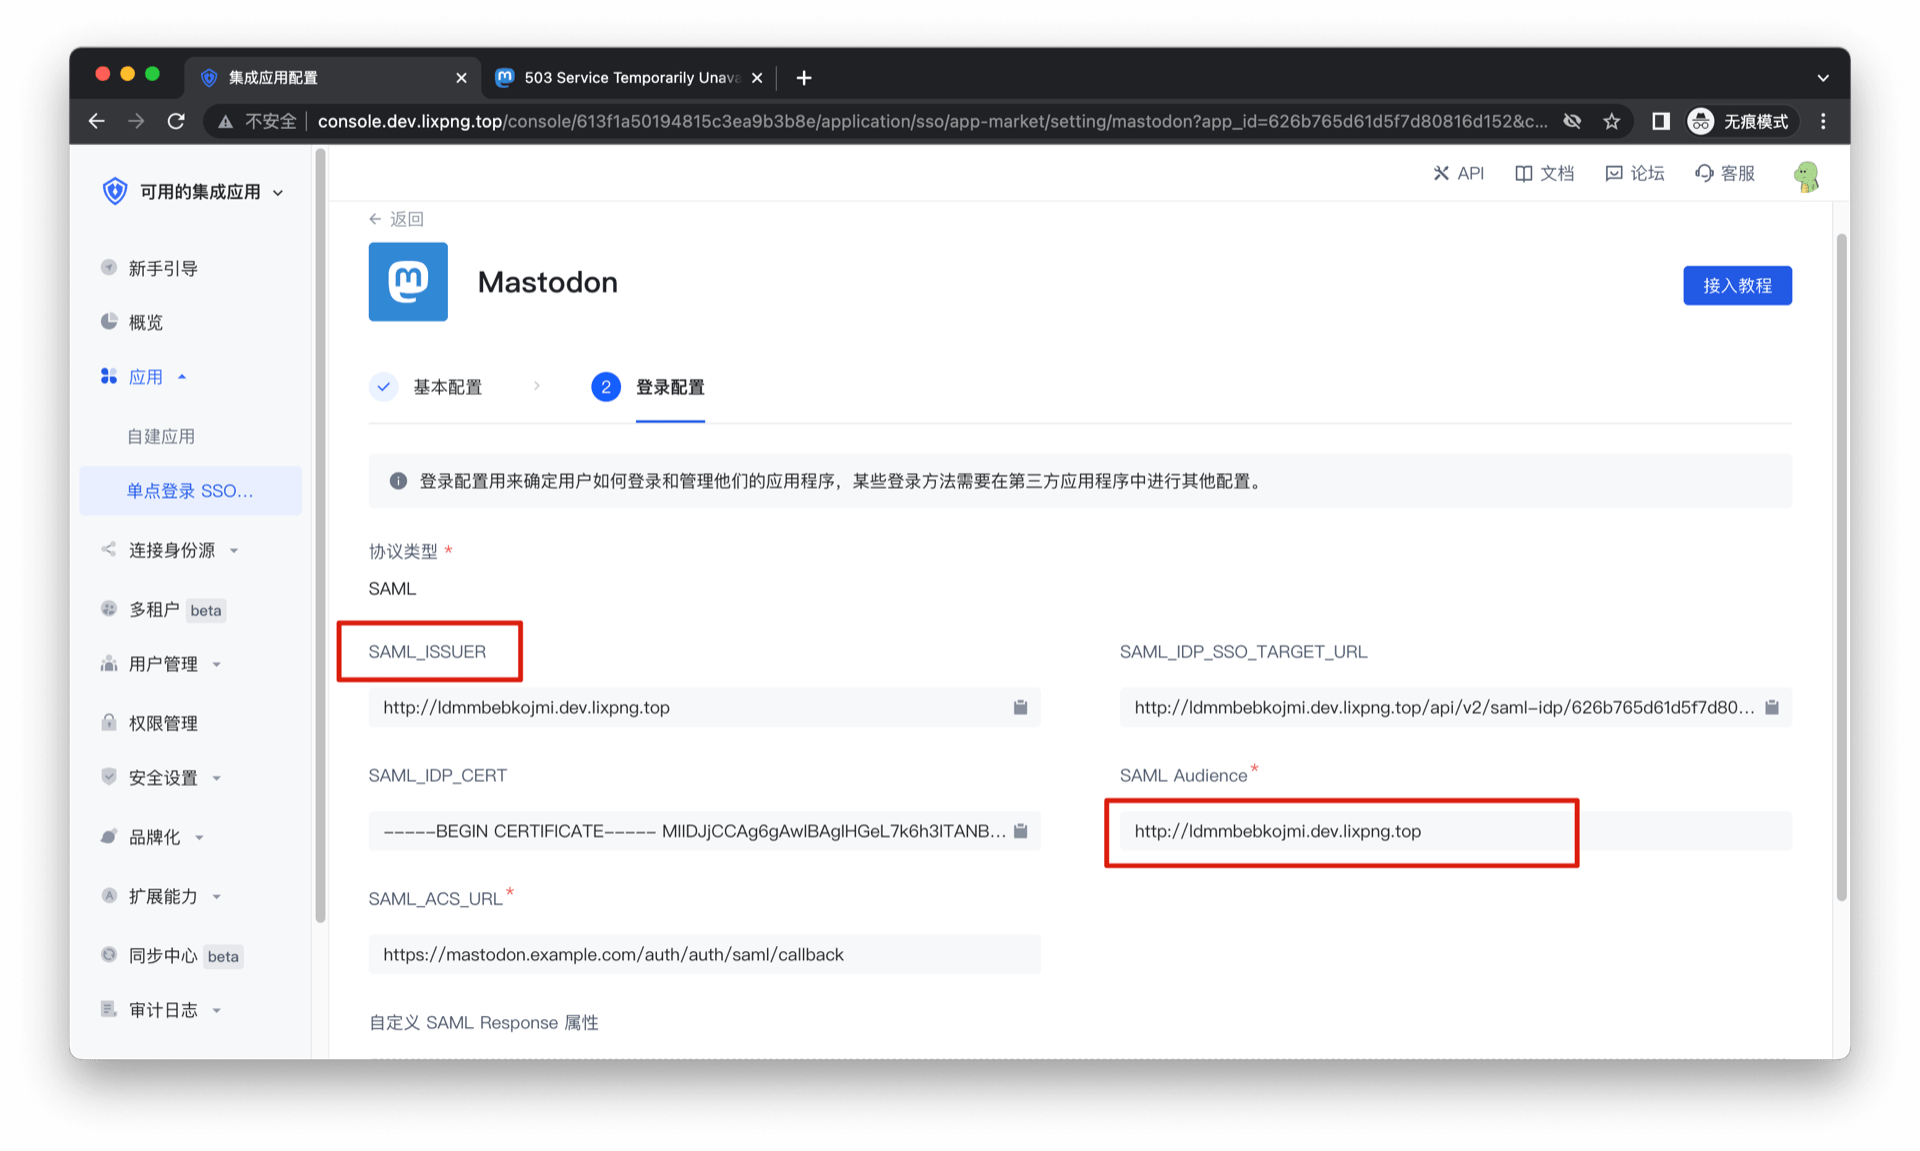 集成应用配置
503 Service Temporarily Unava
不安全
console.dev.lixpng.top/console/613f1a50194815c3ea9b3b8e/application/sso/app-market/setting/mastodon?app_id=626b765d61d5f7d80816d152&c...
无痕模式
可用的集成应用
API
文档
论坛
客服
新手引导
概览
应用
自建应用
单点登录 SSO...
连接身份源
多租户 beta
用户管理
权限管理
安全设置
品牌化
扩展能力
同步中心 beta
审计日志
返回
Mastodon
接入教程
基本配置
2 登录配置
登录配置用来确定用户如何登录和管理他们的应用程序，某些登录方法需要在第三方应用程序中进行其他配置。
协议类型 *
SAML
SAML_ISSUER
http://ldmmbebkojmi.dev.lixpng.top
SAML_IDP_SSO_TARGET_URL
http://ldmmbebkojmi.dev.lixpng.top/api/v2/saml-idp/626b765d61d5f7d80...
SAML_IDP_CERT
-----BEGIN CERTIFICATE----- MIIDJjCCAg6gAwIBAgIHGeL7k6h3ITANB...
SAML Audience *
http://ldmmbebkojmi.dev.lixpng.top
SAML_ACS_URL *
https://mastodon.example.com/auth/auth/saml/callback
自定义 SAML Response 属性